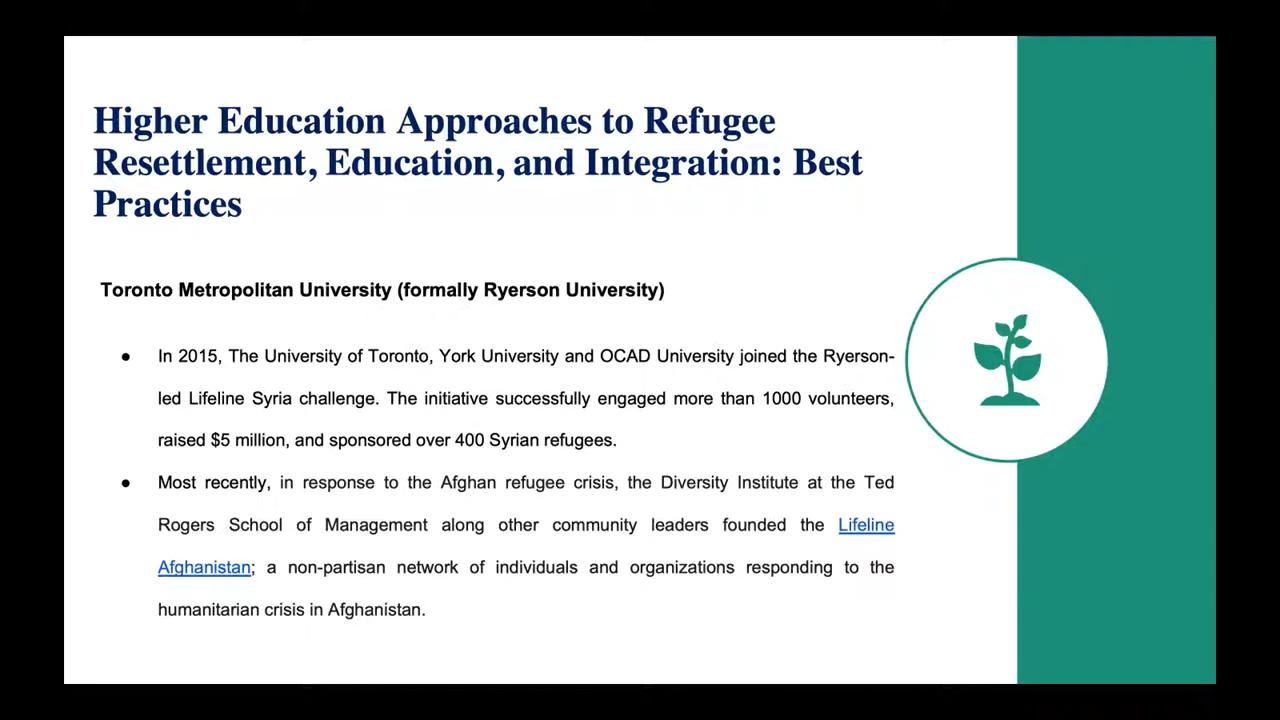 Higher Education Approaches to Refugee
Resettlement, Education, and Integration: Best
Practices
Toronto Metropolitan University (formally Ryerson University)
● In 2015, The University of Toronto, York University and OCAD University joined the Ryerson-
led Lifeline Syria challenge. The initiative successfully engaged more than 1000 volunteers,
raised $5 million, and sponsored over 400 Syrian refugees.
● Most recently, in response to the Afghan refugee crisis, the Diversity Institute at the Ted
Rogers School of Management along other community leaders founded the Lifeline
Afghanistan; a non-partisan network of individuals and organizations responding to the
humanitarian crisis in Afghanistan.